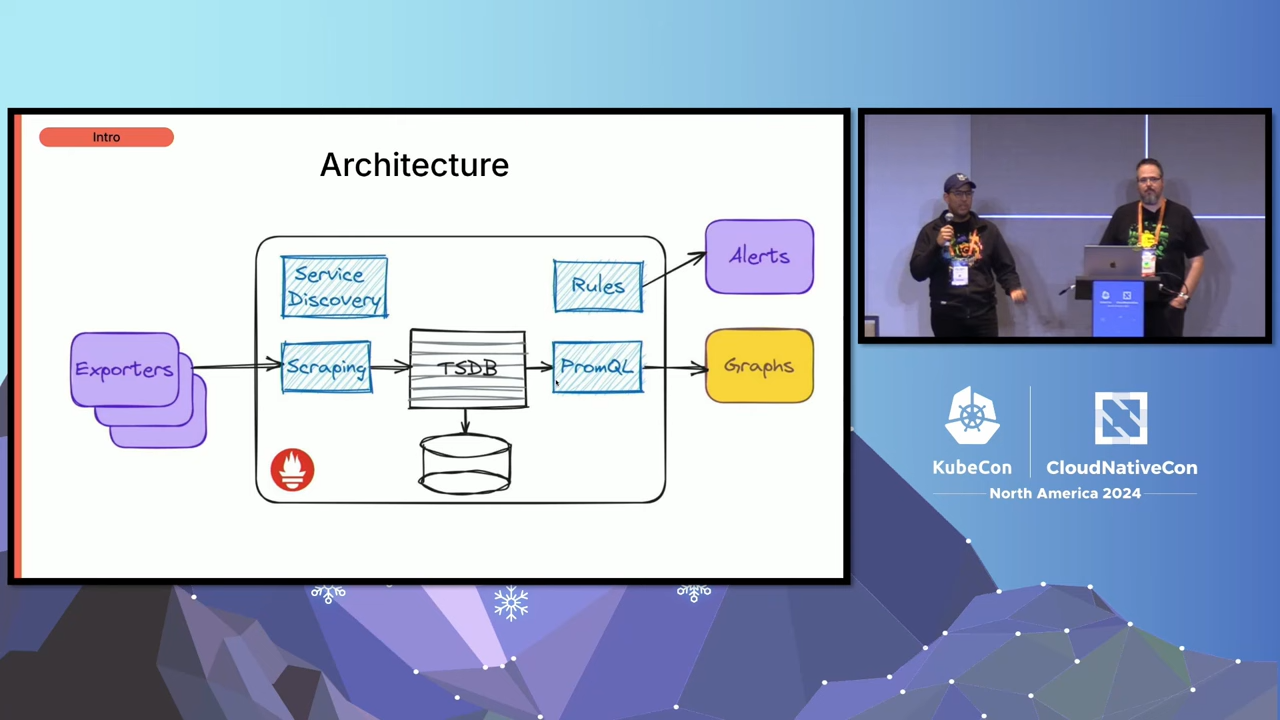 Intro
Architecture
Service
Discovery
Rules
Alerts
Exporters
Scraping
TSDB
PromQL
Graphs
KubeCon
CloudNativeCon
North America 2024